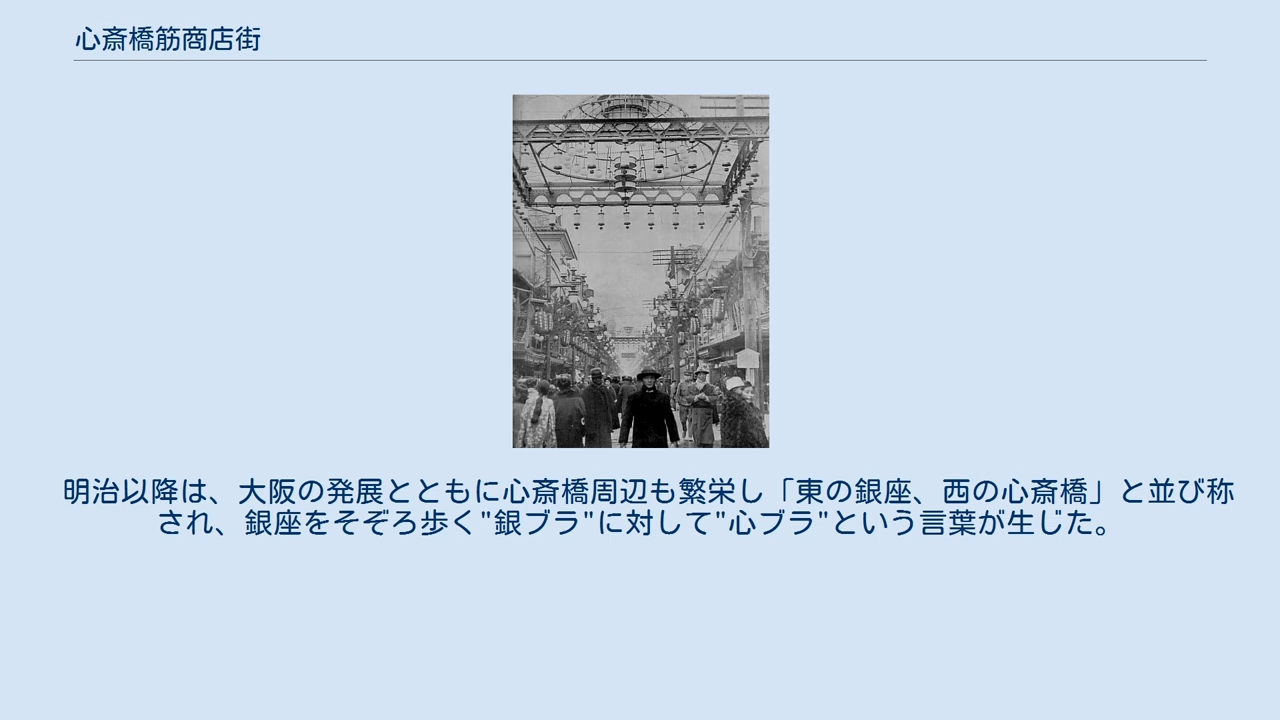 心斎橋筋商店街
明治以降は、大阪の発展とともに心斎橋周辺も繁栄し「東の銀座、西の心斎橋」と並び称
され、銀座をそぞろ歩く"銀ブラ"に対して"心ブラ"という言葉が生じた。